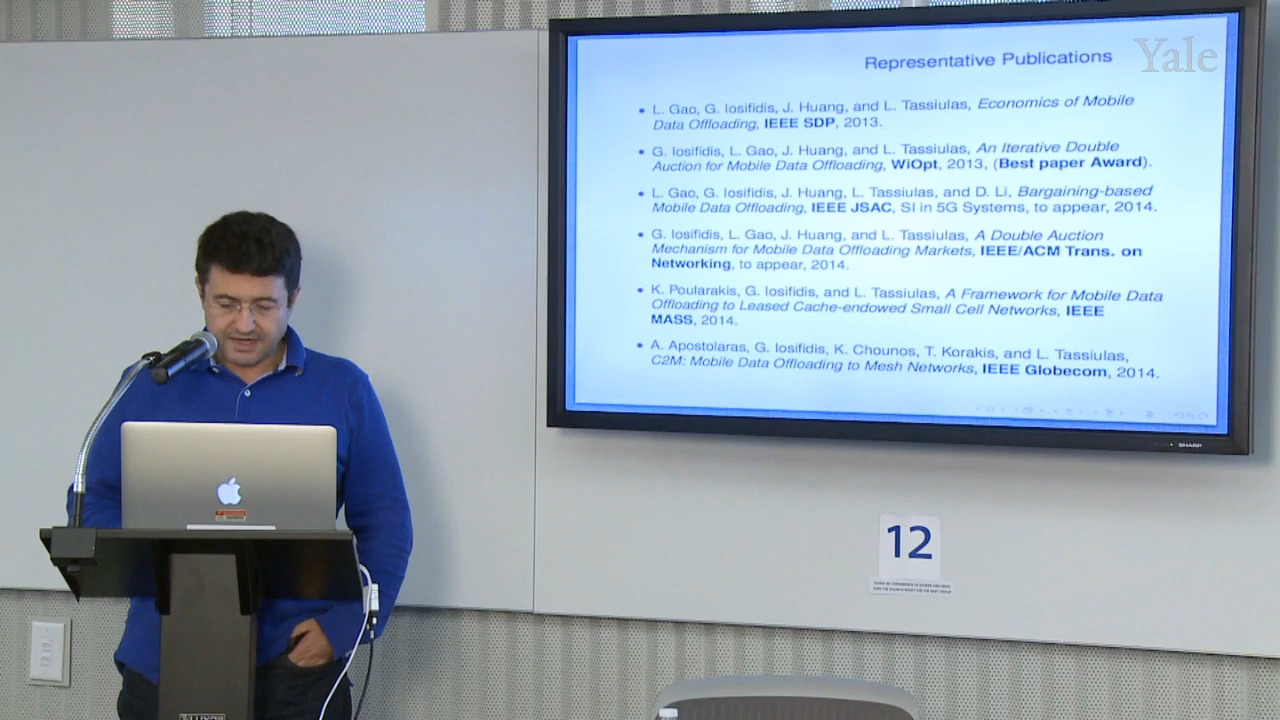 Representative Publications
Yale
• L. Gao, G. Iosifidis, J. Huang, and L. Tassiulas, Economics of Mobile
Data Offloading, IEEE SDP, 2013.
• G. Iosifidis, L. Gao, J. Huang, and L. Tassiulas, An Iterative Double
Auction for Mobile Data Offloading, WiOpt, 2013, (Best paper Award).
• L. Gao, G. Iosifidis, J. Huang, L. Tassiulas, and D. Li, Bargaining-based
Mobile Data Offloading, IEEE JSAC, SI in 5G Systems, to appear, 2014.
• G. Iosifidis, L. Gao, J. Huang, and L. Tassiulas, A Double Auction
Mechanism for Mobile Data Offloading Markets, IEEE/ACM Trans. on
Networking, to appear, 2014.
• K. Poularakis, G. Iosifidis, and L. Tassiulas, A Framework for Mobile Data
Offloading to Leased Cache-endowed Small Cell Networks, IEEE
MASS, 2014.
• A. Apostolaras, G. Iosifidis, K. Chounos, T. Korakis, and L. Tassiulas,
C2M: Mobile Data Offloading to Mesh Networks, IEEE Globecom, 2014.
SHARP
12